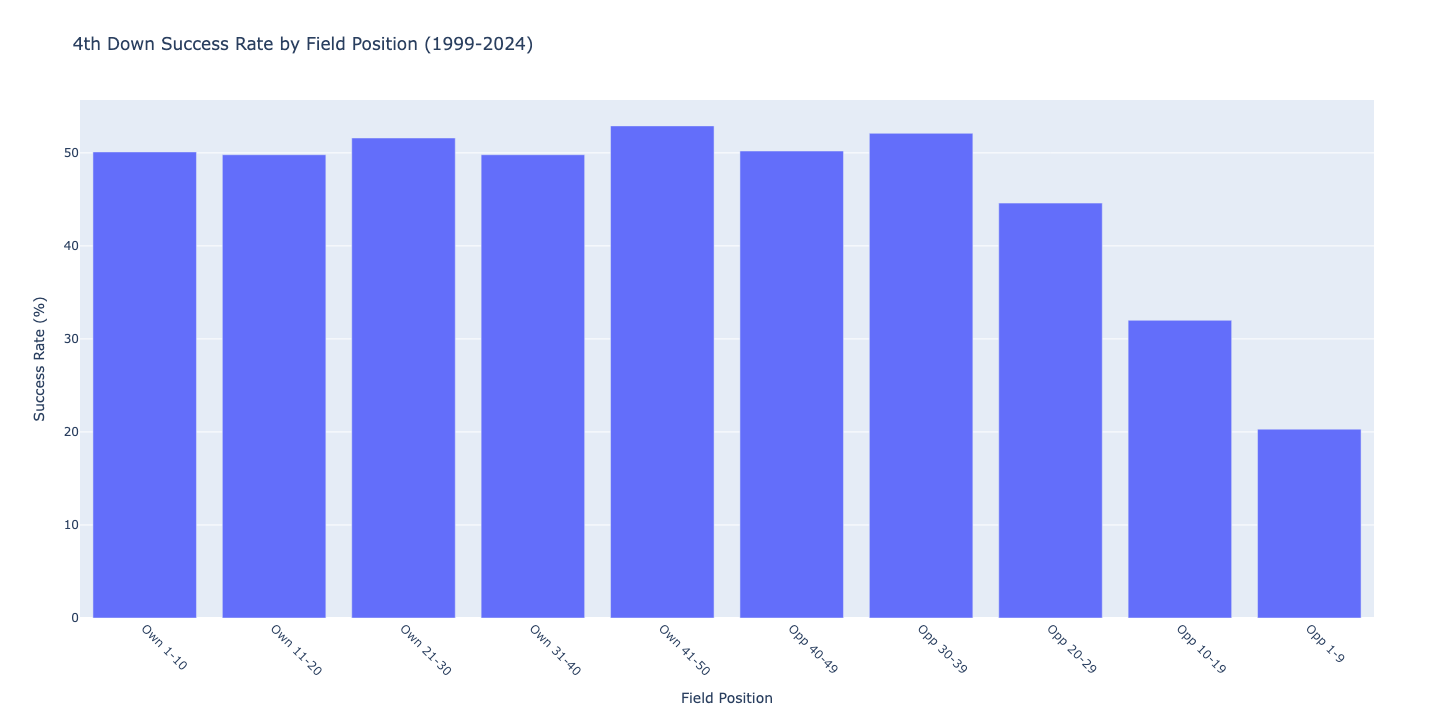 4th Down Success Rate by Field Position (1999-2024)
Success Rate (%)
50
40
30
20
10
0
Own 1-10
Own 11-20
Own 21-30
Own 31-40
Own 41-50
Opp 40-49
Opp 30-39
Opp 20-29
Opp 10-19
Opp 1-9
Field Position